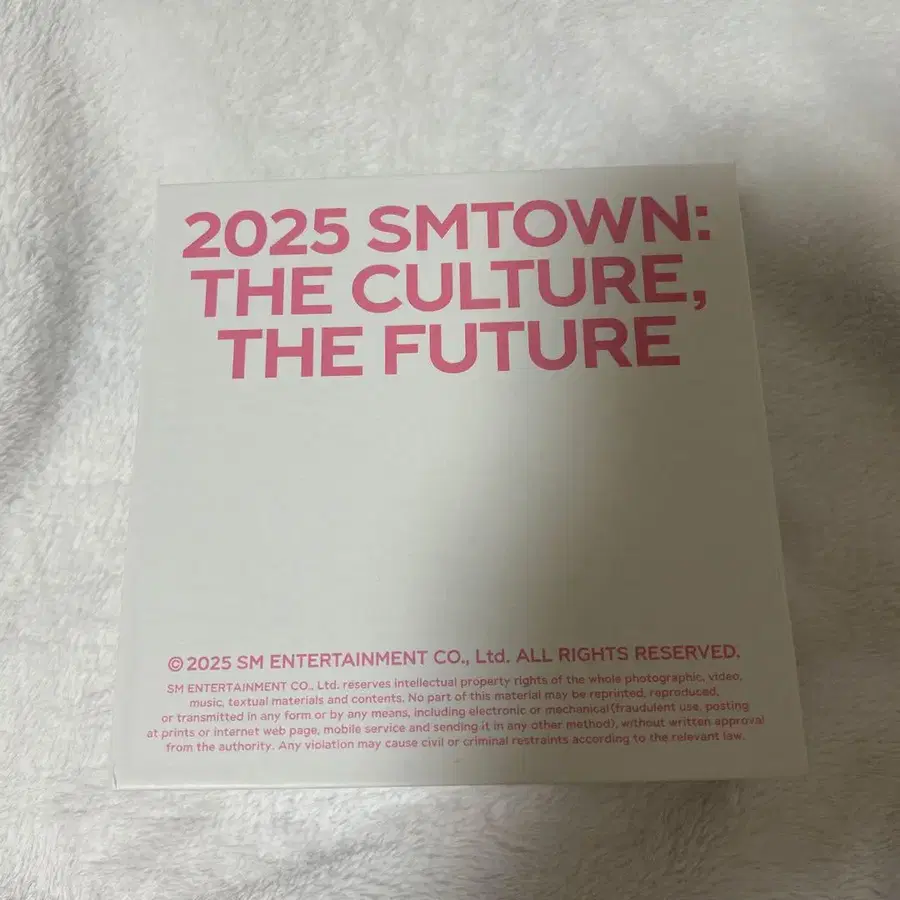 2025 SMTOWN:
THE CULTURE,
THE FUTURE
© 2025 SM ENTERTAINMENT CO., Ltd. ALL RIGHTS RESERVED.
SM ENTERTAINMENT CO., Ltd. reserves intellectual property rights of the whole photographic, video,
music, textual materials and contents. No part of this material may be reprinted, reproduced,
or transmitted in any form or by any means, including electronic or mechanical(fraudulent use, posting
at prints or internet web page, mobile service and sending it in any other method), without written approval
from the authority. Any violation may cause civil or criminal restraints according to the relevant law.